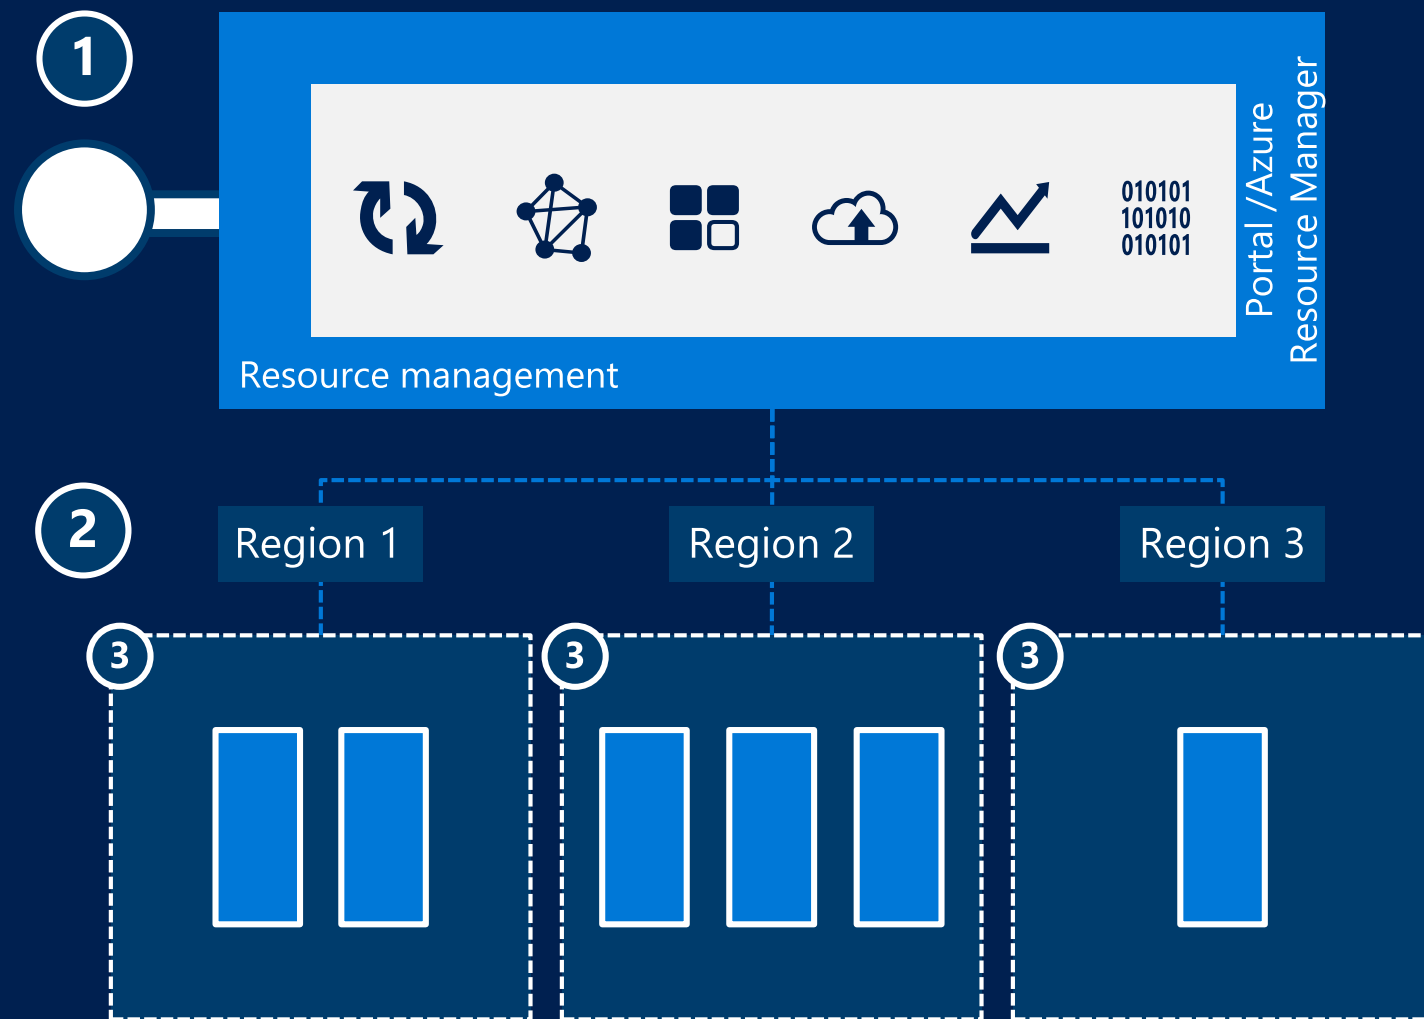 1
010101
101010
010101
Portal /Azure
Resource Manager
Resource management
2
Region 1
Region 2
Region 3
3
3
3